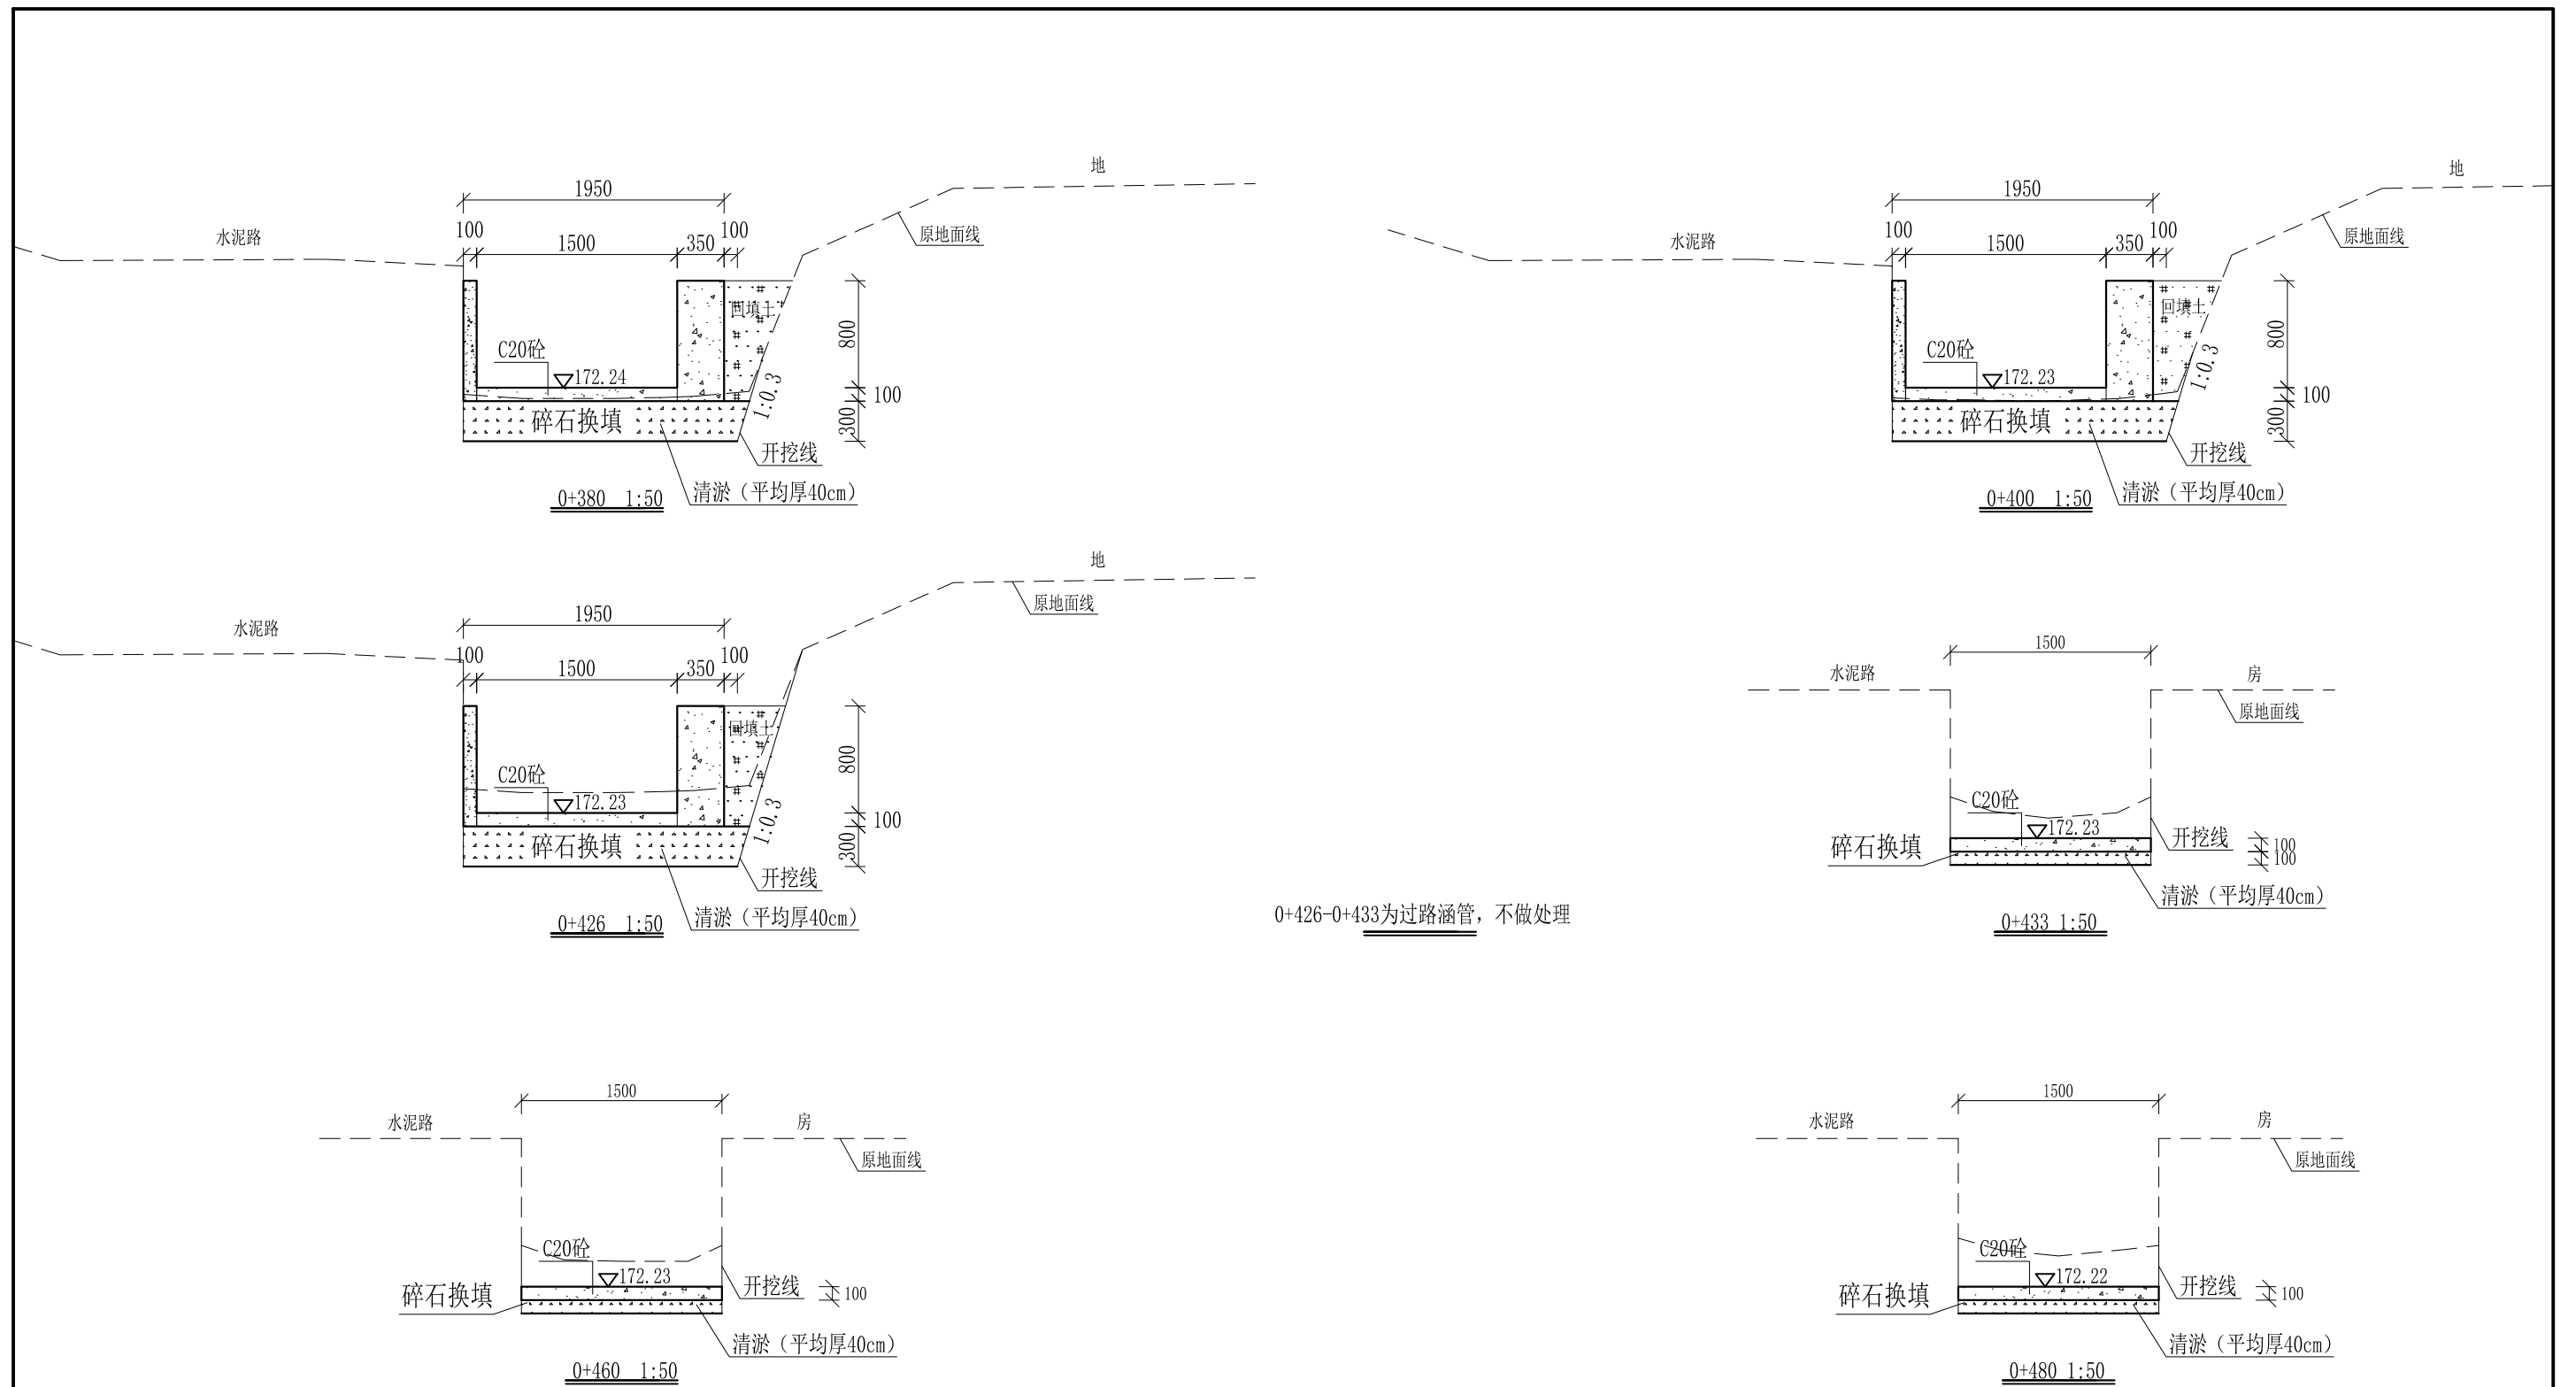 地
1950
100
1500
350
100
水泥路
原地面线
回填土
C20砼
172.24
800
100
300
1:0.3
碎石换填
开挖线
清淤（平均厚40cm）
0+380 1:50
地
1950
100
1500
350
100
水泥路
原地面线
回填土
C20砼
172.23
800
100
300
1:0.3
碎石换填
开挖线
清淤（平均厚40cm）
0+400 1:50
地
原地面线
1950
水泥路
100
1500
350
100
回填土
C20砼
172.23
800
100
300
1:0.3
碎石换填
开挖线
清淤（平均厚40cm）
0+426 1:50
0+426-0+433为过路涵管，不做处理
1500
水泥路
房
原地面线
C20砼
172.23
碎石换填
开挖线
100
100
清淤（平均厚40cm）
0+433 1:50
1500
水泥路
房
原地面线
C20砼
172.23
碎石换填
开挖线
100
清淤（平均厚40cm）
0+460 1:50
1500
水泥路
房
原地面线
C20砼
172.22
碎石换填
开挖线
100
清淤（平均厚40cm）
0+480 1:50